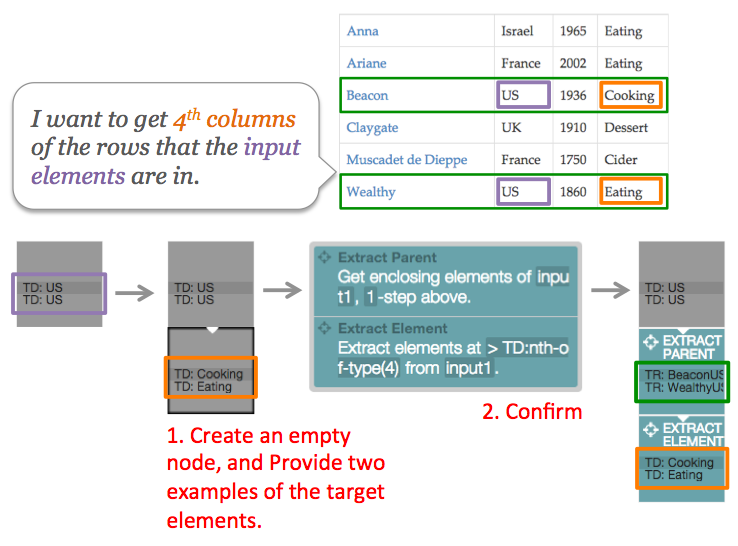 Anna Israel 1965 Eating
Ariane France 2002 Eating
Beacon US 1936 Cooking
Claygate UK 1910 Dessert
Muscadet de Dieppe France 1750 Cider
Wealthy US 1860 Eating
I want to get 4th columns
of the rows that the input
elements are in.
TD: US
TD: US
TD: US
TD: US
TD: Cooking
TD: Eating
Extract Parent
Get enclosing elements of inpu
t1, 1-step above.
Extract Element
Extract elements at > TD:nth-o
f-type(4) from input1.
TD: US
TD: US
EXTRACT
PARENT
TR: BeaconUS
TR: WealthyUS
EXTRACT
ELEMENT
TD: Cooking
TD: Eating
1. Create an empty
node, and Provide two
examples of the target
elements.
2. Confirm